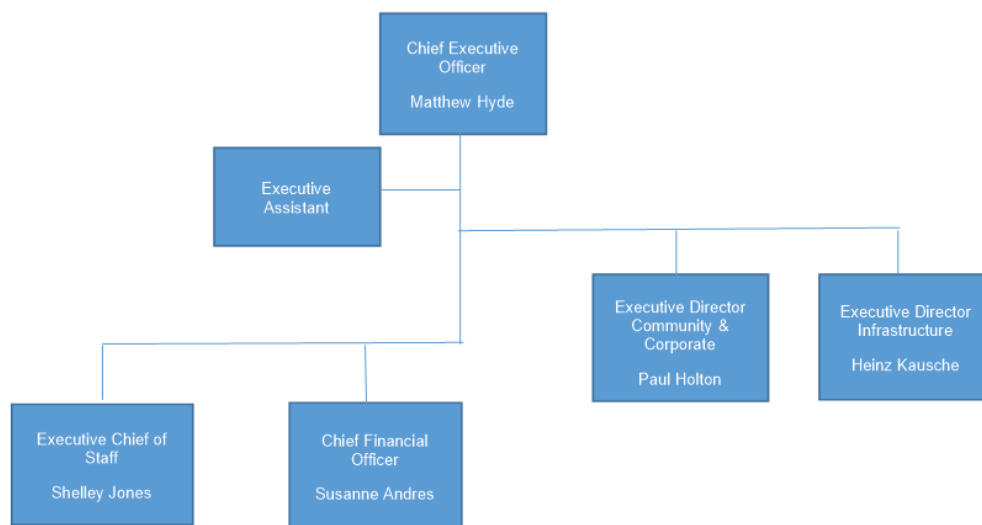 Chief Executive
Officer
Matthew Hyde
Executive
Assistant
Executive Director
Community &
Corporate
Paul Holton
Executive Director
Infrastructure
Heinz Kausche
Executive Chief of
Staff
Shelley Jones
Chief Financial
Officer
Susanne Andres